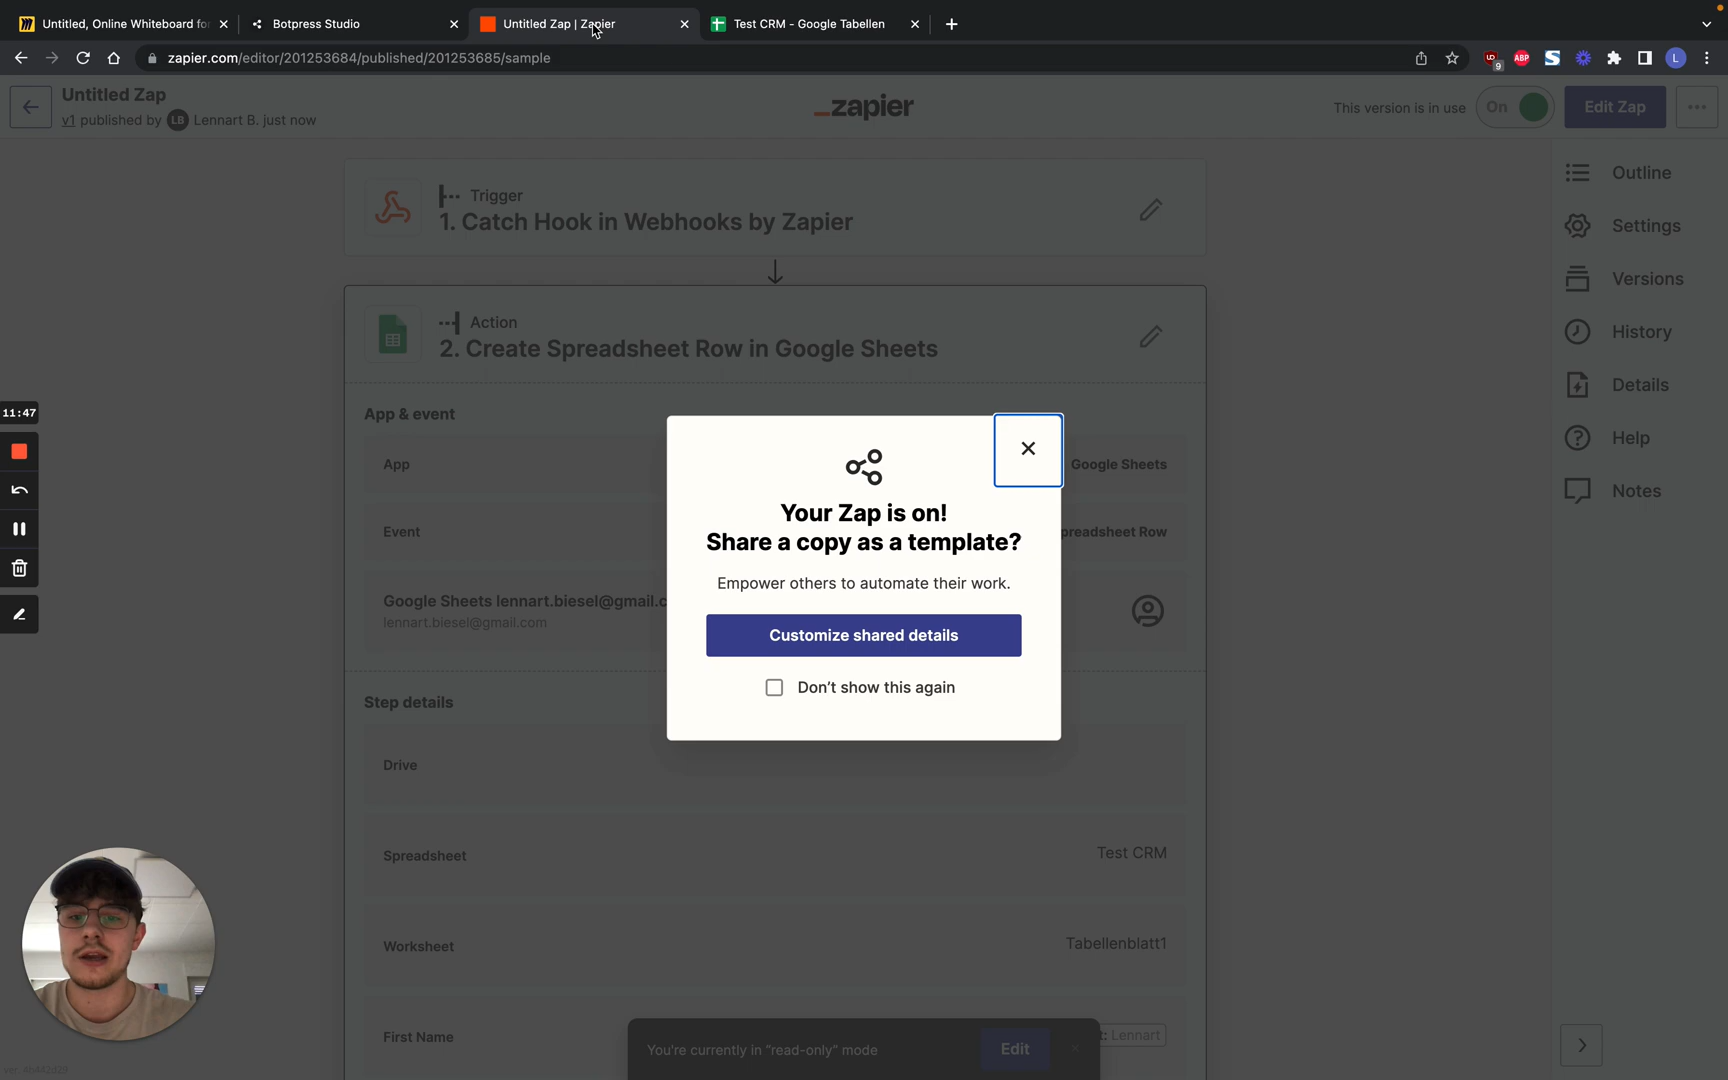 Untitled, Online Whiteboard for
Botpress Studio
Untitled Zap | Zapier
Test CRM - Google Tabellen
zapier.com/editor/201253684/published/201253685/sample
9
ABP
L
Untitled Zap
v1 published by LB Lennart B. just now
_zapier
This version is in use
On
Edit Zap
Trigger
1. Catch Hook in Webhooks by Zapier
Action
2. Create Spreadsheet Row in Google Sheets
App & event
App
Google Sheets
Event
preadsheet Row
Google Sheets lennart.biesel@gmail.c
lennart.biesel@gmail.com
Step details
Drive
Spreadsheet
Test CRM
Worksheet
Tabellenblatt1
First Name
t: Lennart
Outline
Settings
Versions
History
Details
Help
Notes
11:47
Your Zap is on!
Share a copy as a template?
Empower others to automate their work.
Customize shared details
Don't show this again
You're currently in "read-only" mode
Edit